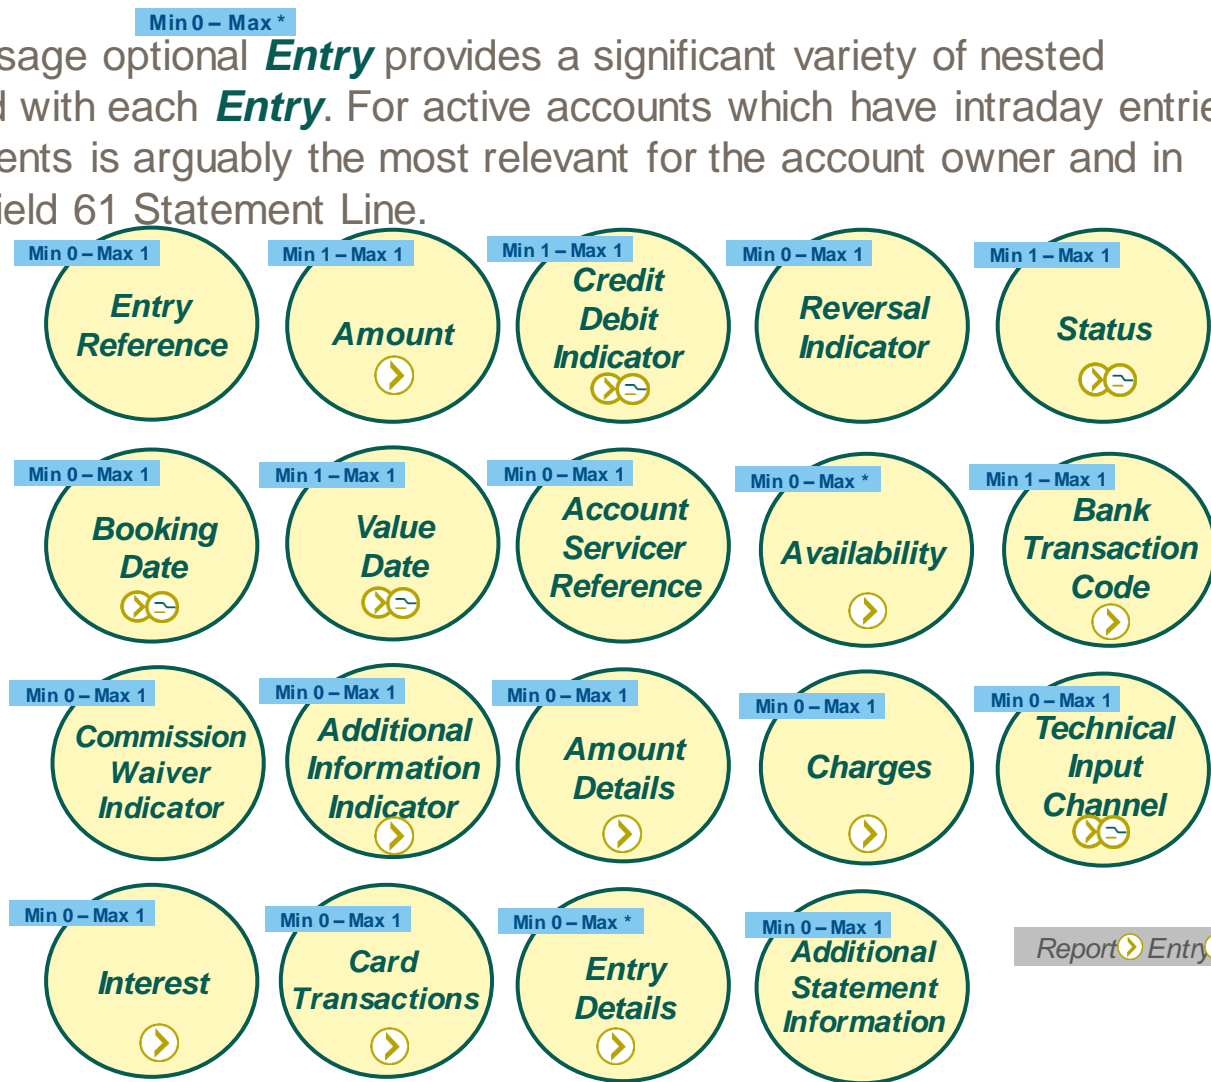 Min 0 – Max *
sage optional Entry provides a significant variety of nested
d with each Entry. For active accounts which have intraday entrie
ents is arguably the most relevant for the account owner and in
ield 61 Statement Line.
Min 0 – Max 1
Entry
Reference
Min 1 – Max 1
Amount
Min 1 – Max 1
Credit
Debit
Indicator
Min 0 – Max 1
Reversal
Indicator
Min 1 – Max 1
Status
Min 0 – Max 1
Booking
Date
Min 1 – Max 1
Value
Date
Min 0 – Max 1
Account
Servicer
Reference
Min 0 – Max *
Availability
Min 1 – Max 1
Bank
Transaction
Code
Min 0 – Max 1
Commission
Waiver
Indicator
Min 0 – Max 1
Additional
Information
Indicator
Min 0 – Max 1
Amount
Details
Min 0 – Max 1
Charges
Min 0 – Max 1
Technical
Input
Channel
Min 0 – Max 1
Interest
Min 0 – Max 1
Card
Transactions
Min 0 – Max *
Entry
Details
Min 0 – Max 1
Additional
Statement
Information
Report Entry